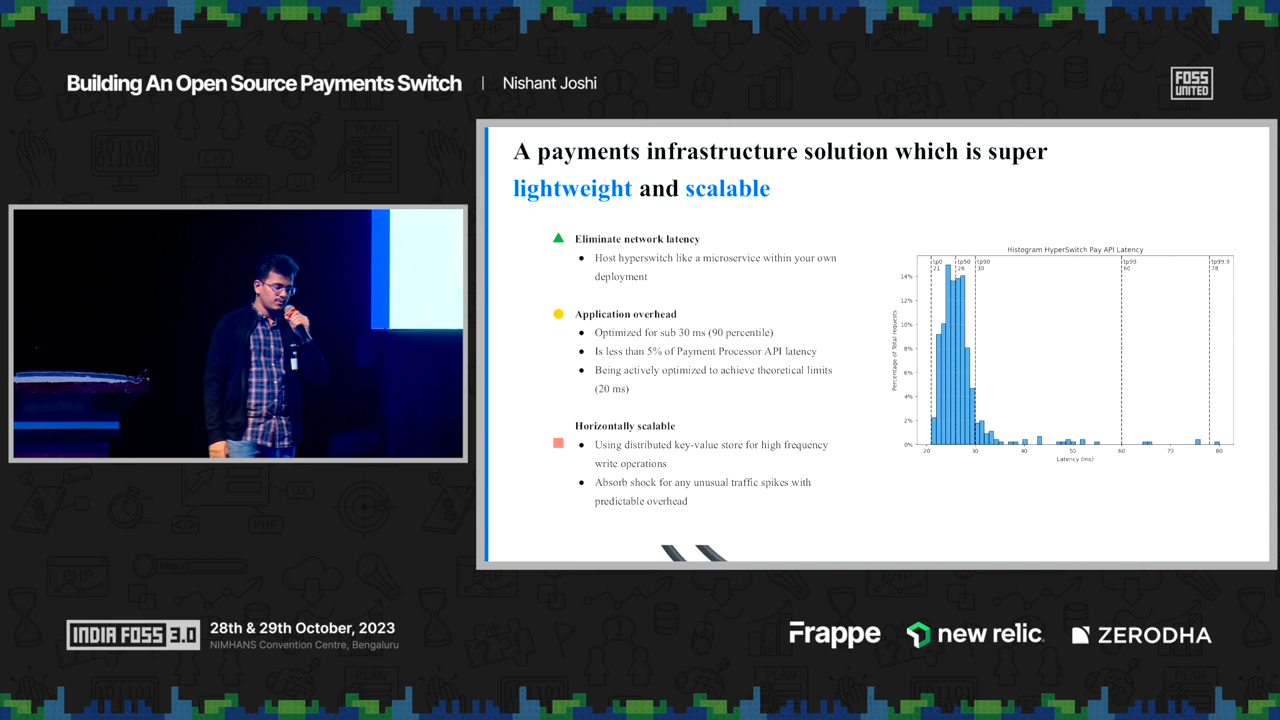 Building An Open Source Payments Switch | Nishant Joshi
FOSS
UNITED
A payments infrastructure solution which is super
lightweight and scalable
Eliminate network latency
● Host hyperswitch like a microservice within your own
deployment
Application overhead
● Optimized for sub 30 ms (90 percentile)
● Is less than 5% of Payment Processor API latency
● Being actively optimized to achieve theoretical limits
(20 ms)
Horizontally scalable
● Using distributed key-value store for high frequency
write operations
● Absorb shock for any unusual traffic spikes with
predictable overhead
Histogram HyperSwitch Pay API Latency
tp0 tp50 tp90 tp99 tp99.9
21 26 30 60 78
14%
12%
10%
8%
6%
4%
2%
0%
Percentage of Total requests
20 30 40 50 60 70 80
Latency (ms)
INDIA FOSS 3.0
28th & 29th October, 2023
NIMHANS Convention Centre, Bengaluru
Frappe
new relic
ZERODHA